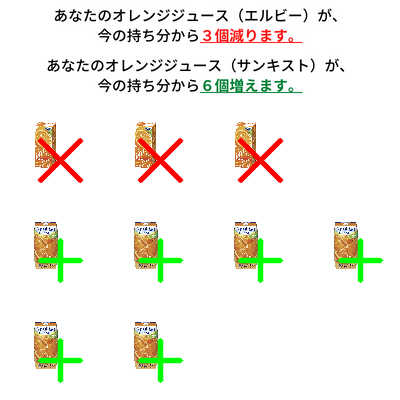 あなたのオレンジジュース（エルビー）が、
今の持ち分から３個減ります。
あなたのオレンジジュース（サンキスト）が、
今の持ち分から６個増えます。